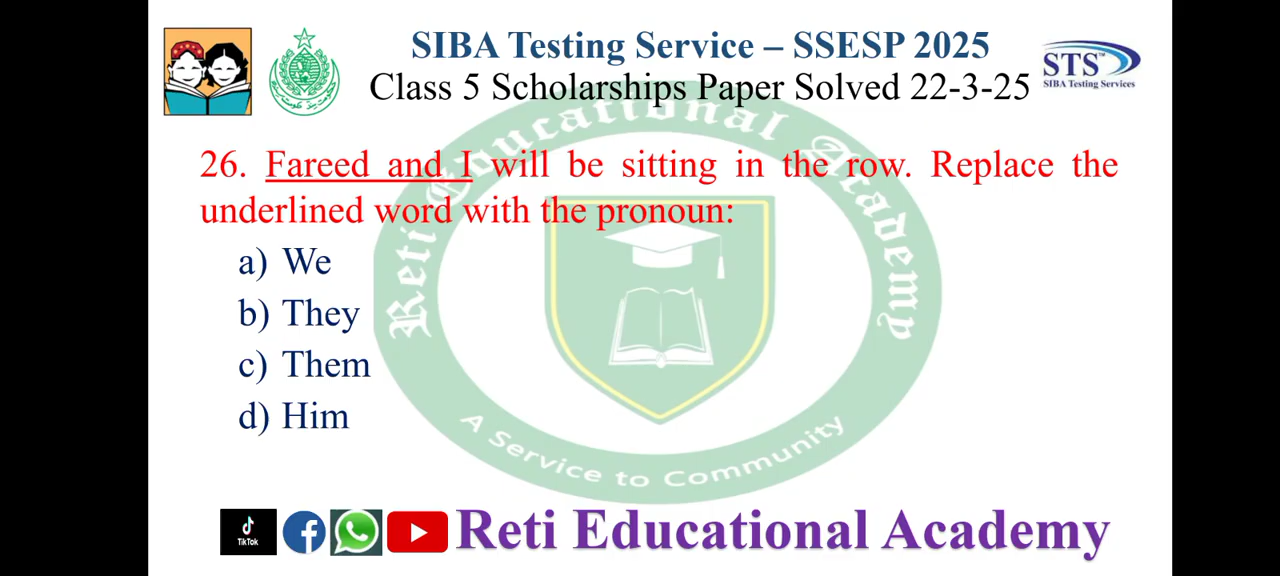 SIBA Testing Service – SSESP 2025
Class 5 Scholarships Paper Solved 22-3-25
STS
SIBA Testing Services
26. Fareed and I will be sitting in the row. Replace the
underlined word with the pronoun:
a) We
b) They
c) Them
d) Him
Reti Educational Academy
A Service to Community
TikTok
Reti Educational Academy